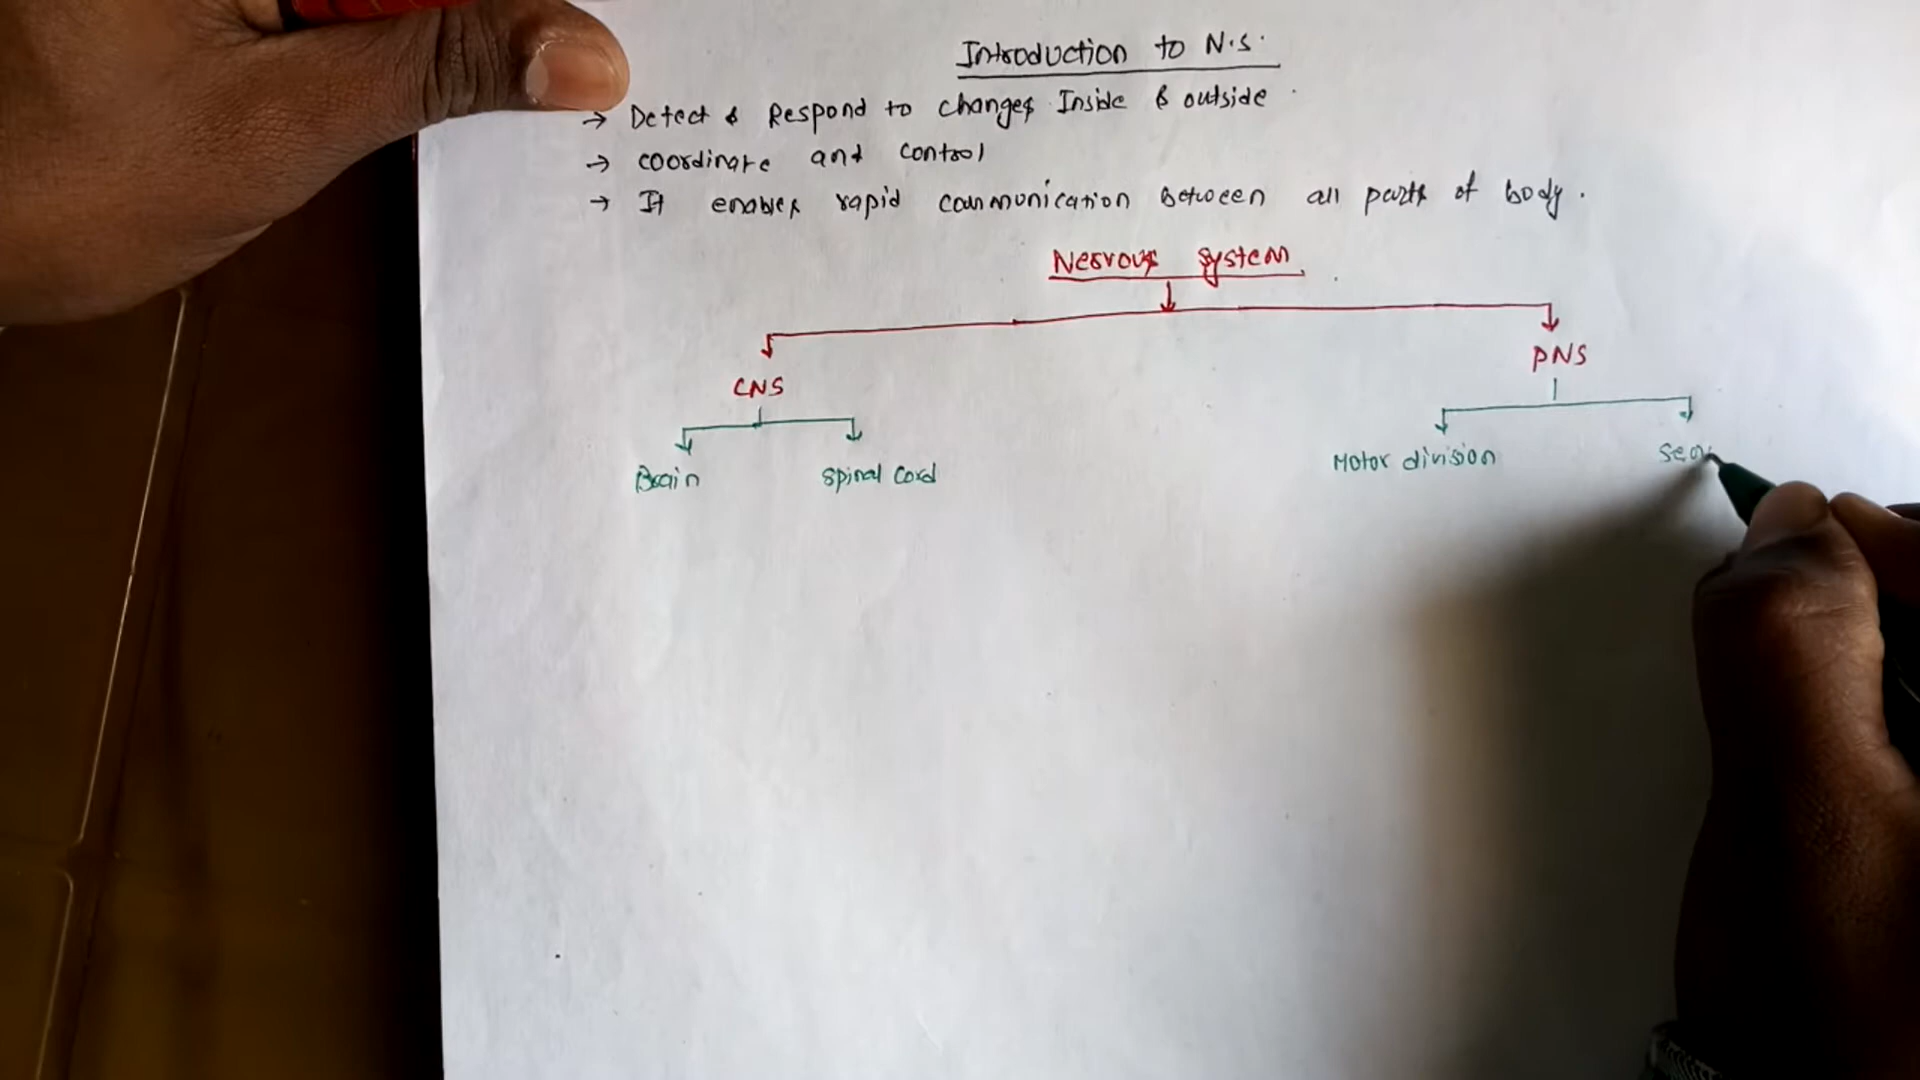 Introduction to N.S.
→ Detect & Respond to changes Inside & outside
→ coordinate and control
→ It enables rapid communication Between all parts of body.
Nervous System
CNS
PNS
Brain
Spinal Cord
Motor division